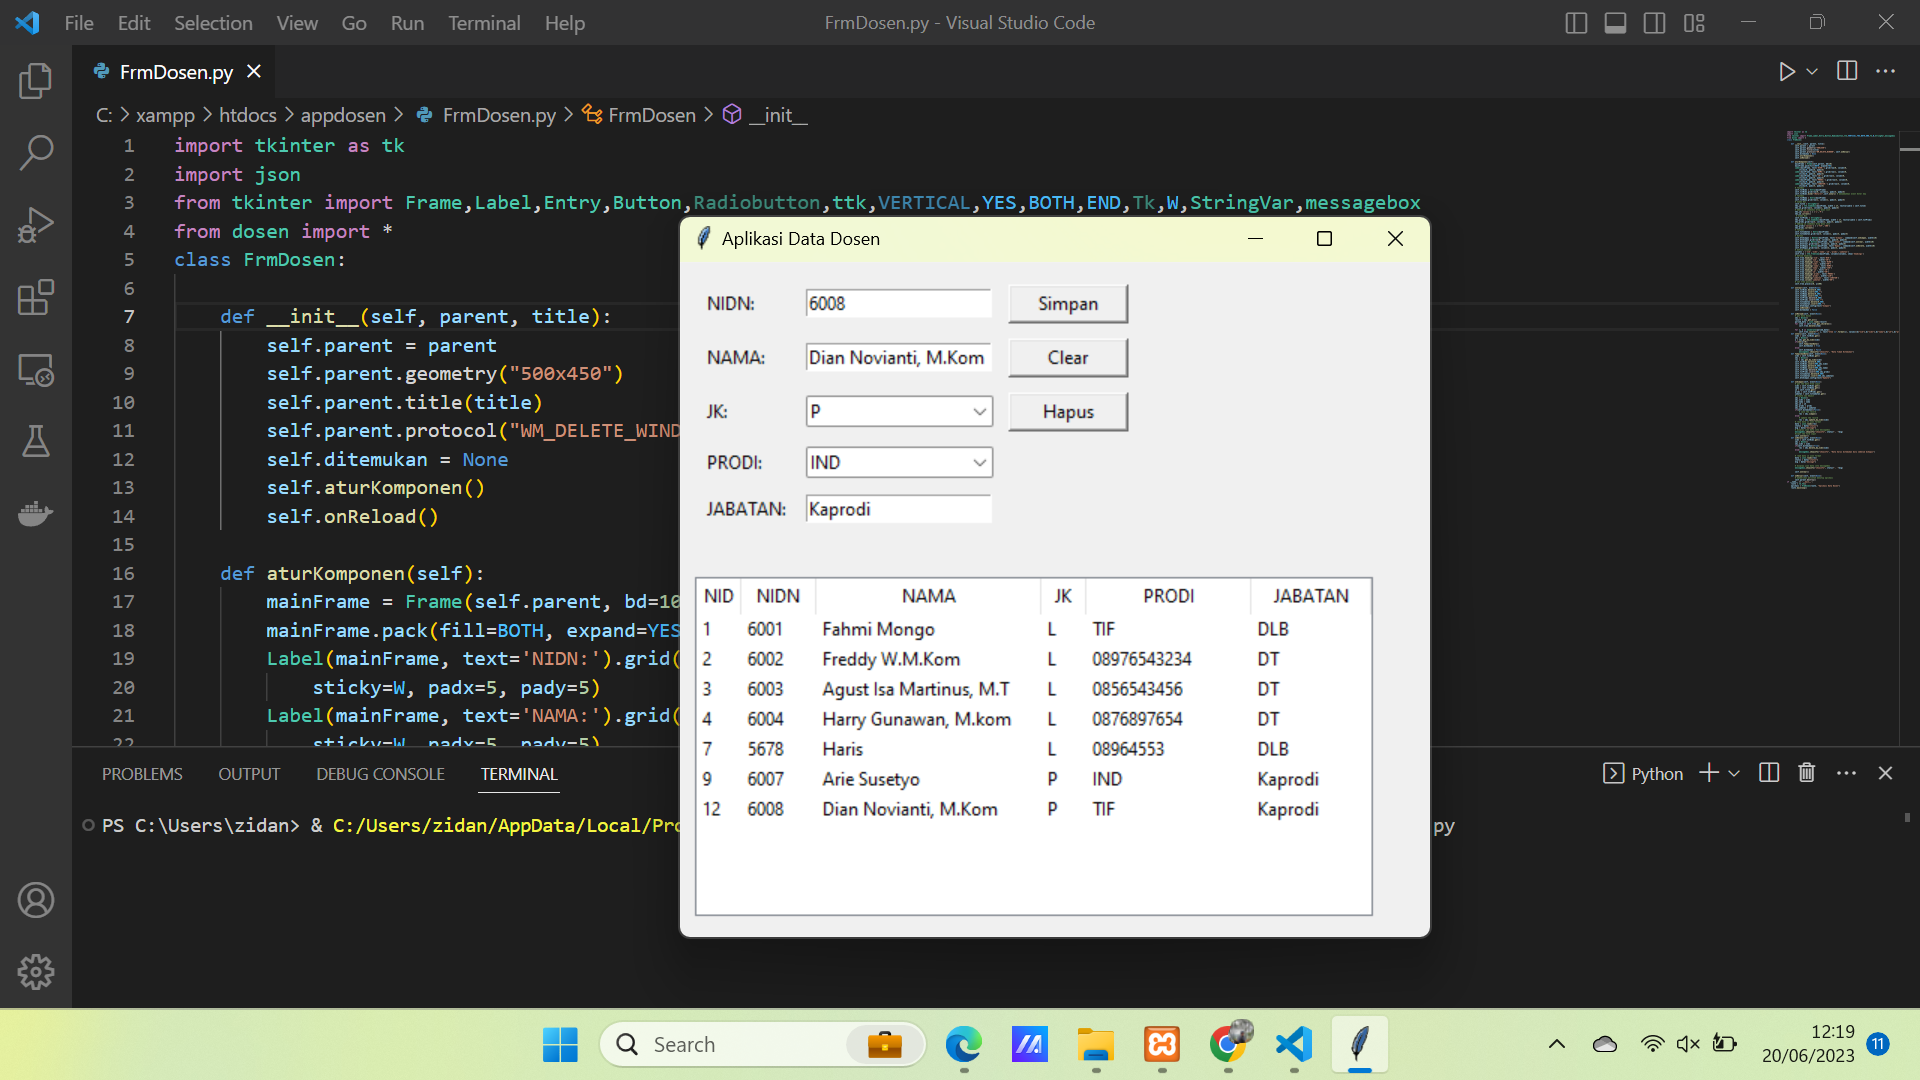 File Edit Selection View Go Run Terminal Help
FrmDosen.py - Visual Studio Code
FrmDosen.py
C: > xampp > htdocs > appdosen > FrmDosen.py > FrmDosen > __init__
1 import tkinter as tk
2 import json
3 from tkinter import Frame,Label,Entry,Button,Radiobutton,ttk,VERTICAL,YES,BOTH,END,Tk,W,StringVar,messagebox
4 from dosen import *
5 class FrmDosen:
6
7 def __init__(self, parent, title):
8 self.parent = parent
9 self.parent.geometry("500x450")
10 self.parent.title(title)
11 self.parent.protocol("WM_DELETE_WIND
12 self.ditemukan = None
13 self.aturKomponen()
14 self.onReload()
15
16 def aturKomponen(self):
17 mainFrame = Frame(self.parent, bd=10
18 mainFrame.pack(fill=BOTH, expand=YES
19 Label(mainFrame, text='NIDN:').grid(
20 sticky=W, padx=5, pady=5)
21 Label(mainFrame, text='NAMA:').grid(
22 sticky=W, padx=5, pady=5)
Aplikasi Data Dosen
NIDN: 6008 Simpan
NAMA: Dian Novianti, M.Kom Clear
JK: P Hapus
PRODI: IND
JABATAN: Kaprodi
NID NIDN NAMA JK PRODI JABATAN
1 6001 Fahmi Mongo L TIF DLB
2 6002 Freddy W.M.Kom L 08976543234 DT
3 6003 Agust Isa Martinus, M.T L 0856543456 DT
4 6004 Harry Gunawan, M.kom L 0876897654 DT
7 5678 Haris L 08964553 DLB
9 6007 Arie Susetyo P IND Kaprodi
12 6008 Dian Novianti, M.Kom P TIF Kaprodi
PROBLEMS OUTPUT DEBUG CONSOLE TERMINAL
Python
PS C:\Users\zidan> & C:/Users/zidan/AppData/Local/Pro
py
Search
12:19
20/06/2023
11